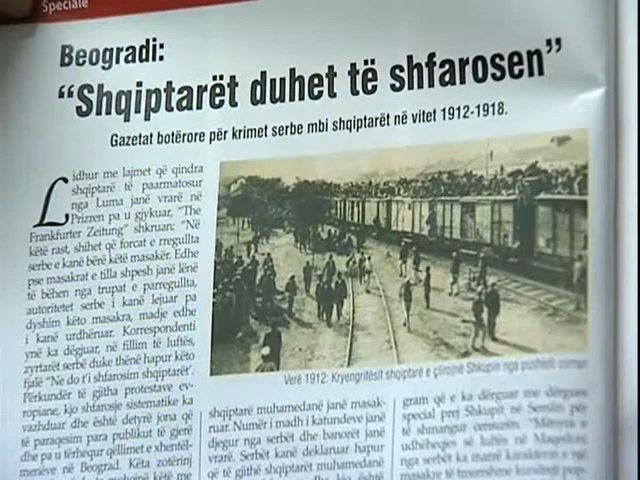 Speciale
Beogradi:
“Shqiptarët duhet të shfarosen”
Gazetat botërore për krimet serbe mbi shqiptarët në vitet 1912-1918.
Lidhur me lajmet që qindra
shqiptarë të paarmatosur
nga Luma janë vrarë në
Prizren pa u gjykuar, “The
Frankfurter Zeitung” shkruan: “Në
këtë rast, shihet që forcat e rregullta
serbe e kanë bërë këtë masakër. Edhe
pse masakrat e tilla shpesh janë lënë
të bëhen nga trupat e parregullta,
autoritetet serbe i kanë lejuar pa
dyshim këto masakra, madje edhe
i kanë urdhëruar. Korrespondenti
ynë ka dëgjuar, në fillim të luftës,
zyrtarët serbë duke thënë hapur këto
fjalë “Ne do t'i shfarosim shqiptarët’.
Përkundër të gjitha protestave ev-
ropiane, kjo shfarosje sistematike ka
vazhduar dhe është detyrë jona që
të paraqesim para publikut të gjerë
dhe pa u tërhequr qëllimet e xhentël-
menëve në Beograd. Këta zotërinj
Verë 1912: Kryengritësit shqiptarë e çlirojnë Shkupin nga pushteti osman
shqiptarë muhamedanë janë masak-
ruar. Numër i madh i katundeve janë
djegur nga serbët dhe banorët janë
vrarë. Serbët kanë deklaruar hapur
që të gjithë shqiptarët muhamedanë
gram që e ka dërguar me dërgues
special prej Shkupit në Semlin për
të shmangur censurën. “Mënyra e
udhëheqjes së luftës në Maqedoni
nga serbët ka marrë karakterin e një